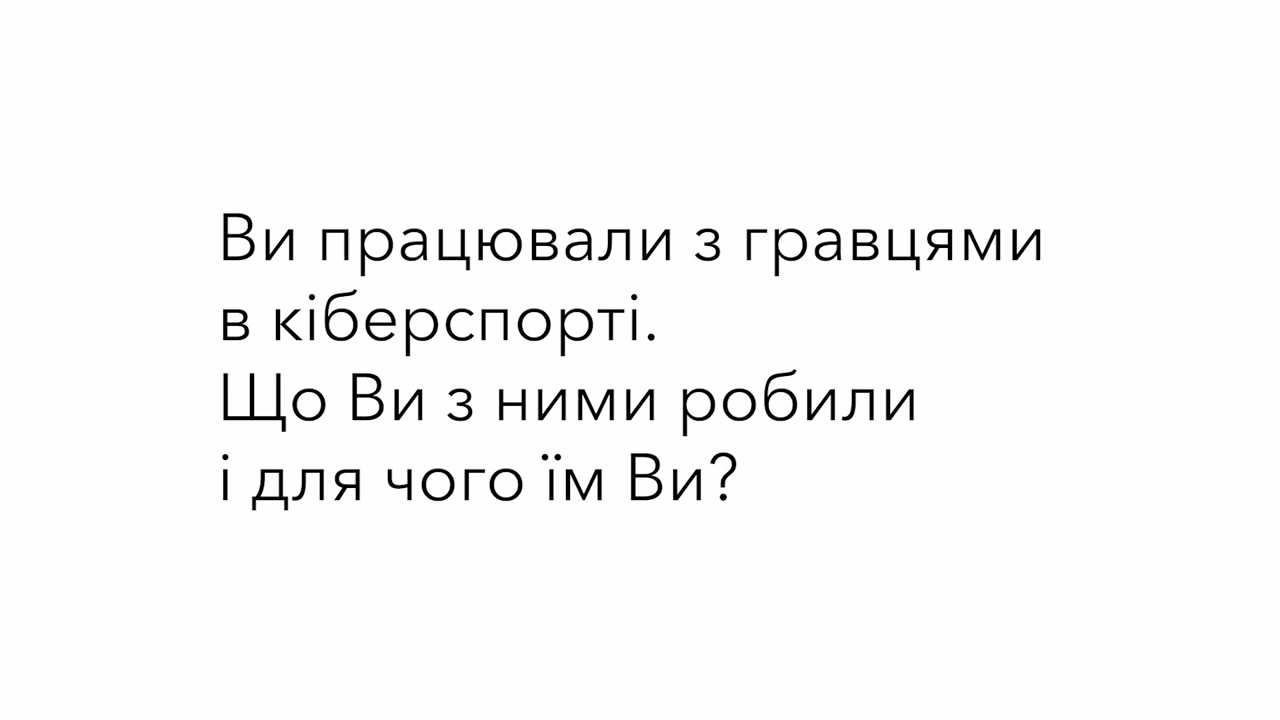 Ви працювали з гравцями
в кіберспорті.
Що Ви з ними робили
і для чого їм Ви?